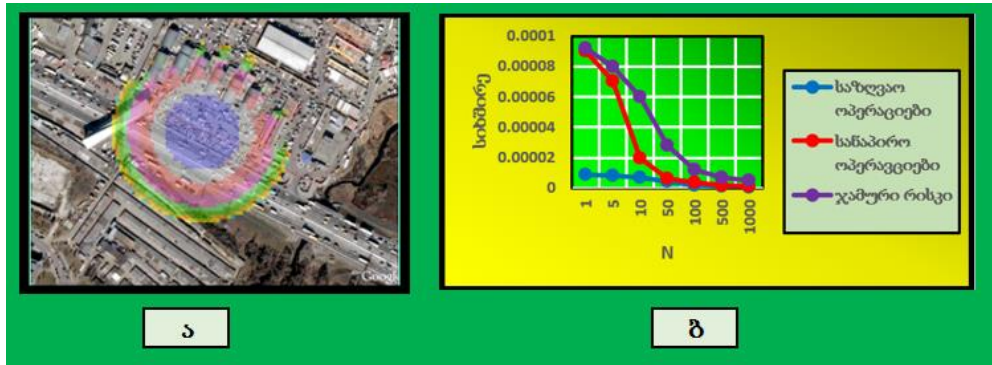 Google
0.0001
0.00008
0.00006
0.00004
0.00002
0
სიხშირე
1
5
10
50
100
500
1000
N
საზღვაო
ოპერაციები
სანაპირო
ოპერავციები
ჯამური რისკი
ა
ბ